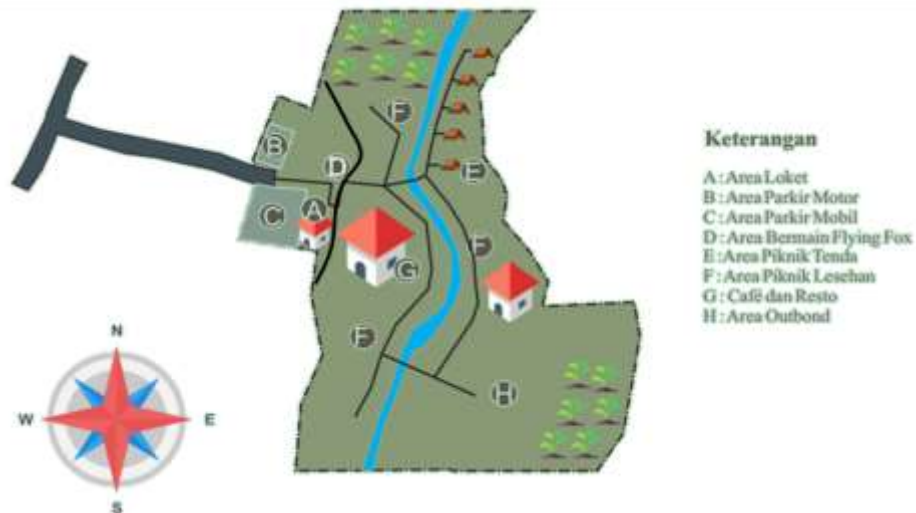 F
B
D
E
C
A
F
G
F
H
N
W E
S
Keterangan
A : Area Loket
B : Area Parkir Motor
C : Area Parkir Mobil
D : Area Bermain Flying Fox
E : Area Piknik Tenda
F : Area Piknik Lesehan
G : Café dan Resto
H : Area Outbond